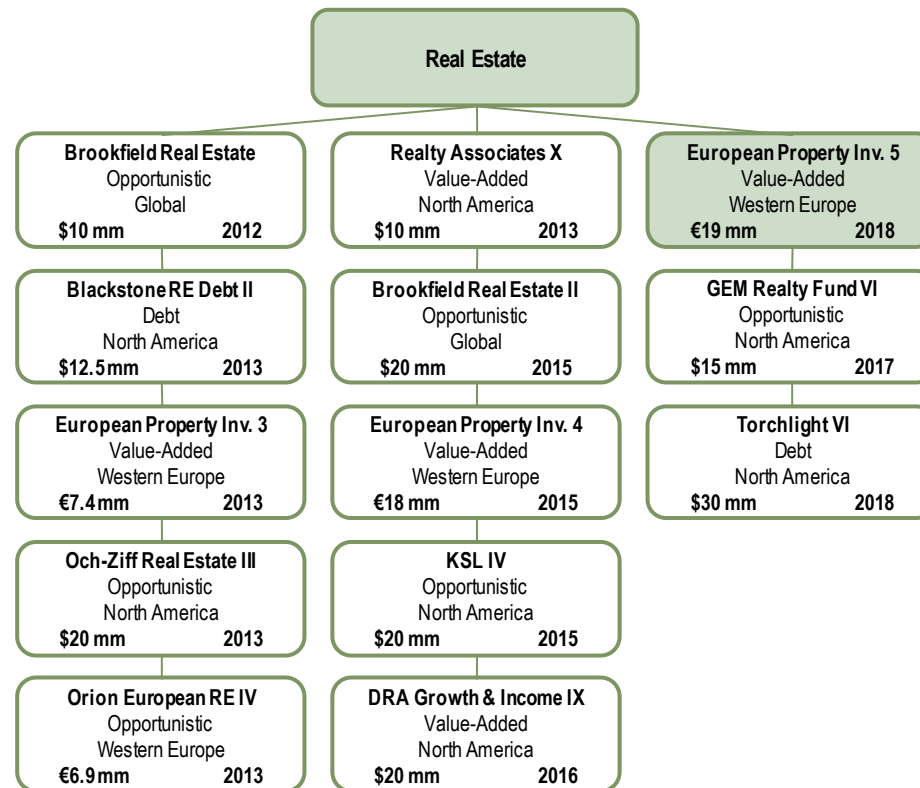 Real Estate
Brookfield Real Estate
Opportunistic
Global
$10 mm 2012
Blackstone RE Debt II
Debt
North America
$12.5 mm 2013
European Property Inv. 3
Value-Added
Western Europe
€7.4 mm 2013
Och-Ziff Real Estate III
Opportunistic
North America
$20 mm 2013
Orion European RE IV
Opportunistic
Western Europe
€6.9 mm 2013
Realty Associates X
Value-Added
North America
$10 mm 2013
Brookfield Real Estate II
Opportunistic
Global
$20 mm 2015
European Property Inv. 4
Value-Added
Western Europe
€18 mm 2015
KSL IV
Opportunistic
North America
$20 mm 2015
DRA Growth & Income IX
Value-Added
North America
$20 mm 2016
European Property Inv. 5
Value-Added
Western Europe
€19 mm 2018
GEM Realty Fund VI
Opportunistic
North America
$15 mm 2017
Torchlight VI
Debt
North America
$30 mm 2018